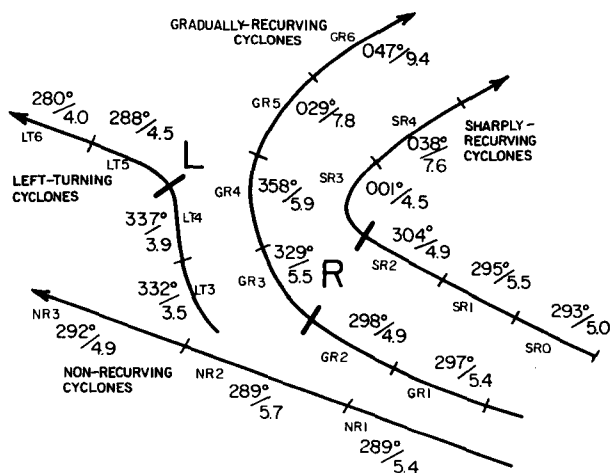 GRADUALLY-RECURVING
CYCLONES
GR6
047°/9.4
280°/4.0
288°/4.5
L
GR5
029°/7.8
SR4
SHARPLY-
RECURVING
CYCLONES
LT6
LT5
038°/7.6
LEFT-TURNING
CYCLONES
SR3
GR4
358°/5.9
001°/4.5
337°/3.9
LT4
304°/4.9
329°/5.5
R
SR2
295°/5.5
332°/3.5
LT3
GR3
SR1
293°/5.0
NR3
292°/4.9
298°/4.9
SR0
GR2
297°/5.4
NON-RECURVING
CYCLONES
NR2
289°/5.7
GR1
NR1
289°/5.4